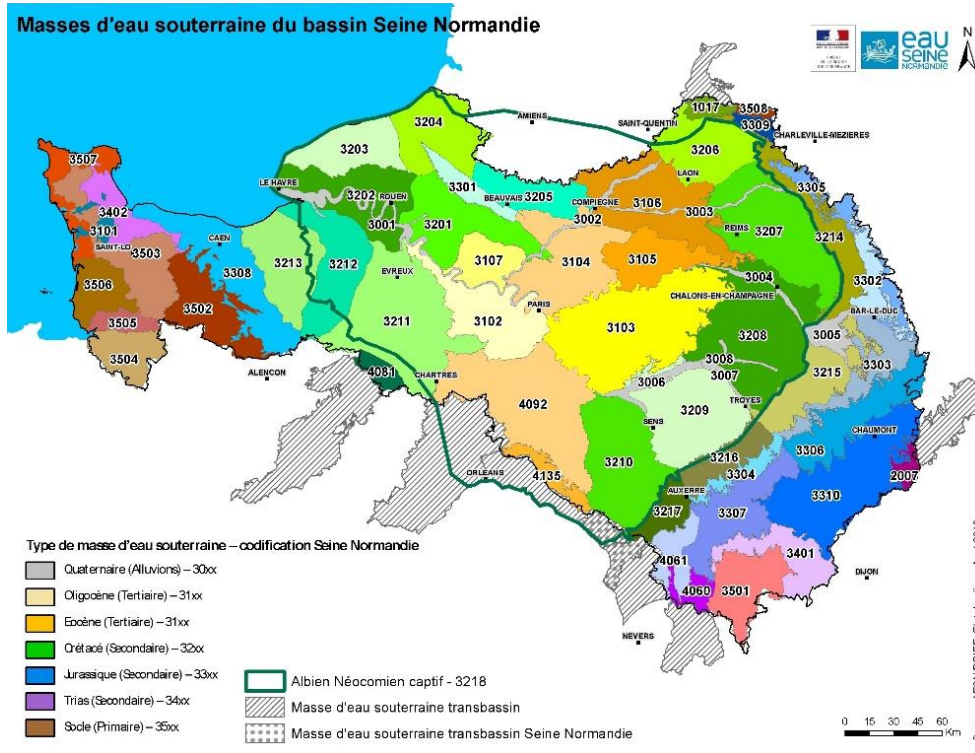 Masses d'eau souterraine du bassin Seine Normandie
eau
SEINE
NORMANDIE
N
1017
3508
3309
AMIENS
SAINT-QUENTIN
CHARLEVILLE-MEZIERES
3204
3206
3203
3507
LAON
3305
LE HAVRE
3202
ROUEN
3301
BEAUVAIS
3205
COMPIEGNE
3106
3402
3002
3003
3001
3201
REIMS
3207
3214
3101
SAINT-LO
3503
CAEN
3107
3104
3105
3308
3213
3212
EVREUX
3004
3302
3506
3502
3211
3102
PARIS
3103
CHALONS-EN-CHAMPAGNE
BAR-LE-DUC
3505
3208
3005
3504
3008
3215
3303
ALENCON
4081
CHARTRES
3006
3007
4092
TROYES
3209
SENS
CHAUMONT
3216
3306
3210
3304
2007
ORLEANS
4135
AUXERRE
3310
3217
3307
4061
3401
4060
3501
DIJON
NEVERS
Type de masse d'eau souterraine – codification Seine Normandie
Quaternaire (Alluvions) – 30xx
Oligocène (Tertiaire) – 31xx
Eocène (Tertiaire) – 31xx
Crétacé (Secondaire) – 32xx
Jurassique (Secondaire) – 33xx
Trias (Secondaire) – 34xx
Socle (Primaire) – 35xx
Albien Néocomien captif - 3218
Masse d'eau souterraine transbassin
Masse d'eau souterraine transbassin Seine Normandie
0 15 30 45 60
Km